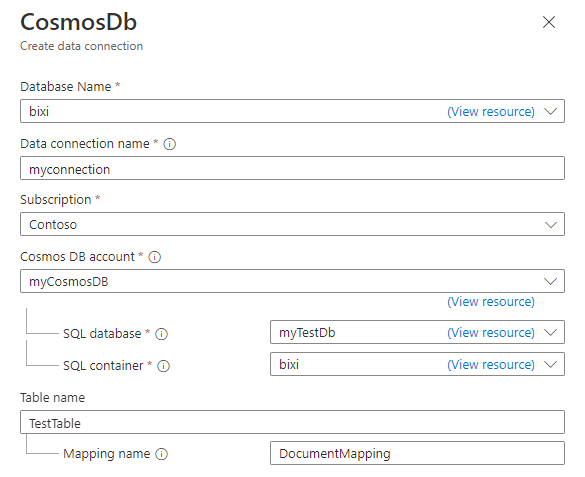 CosmosDb
Create data connection
Database Name *
bixi (View resource)
Data connection name *
myconnection
Subscription *
Contoso
Cosmos DB account *
myCosmosDB
(View resource)
SQL database * myTestDb (View resource)
SQL container * bixi (View resource)
Table name
TestTable
Mapping name DocumentMapping